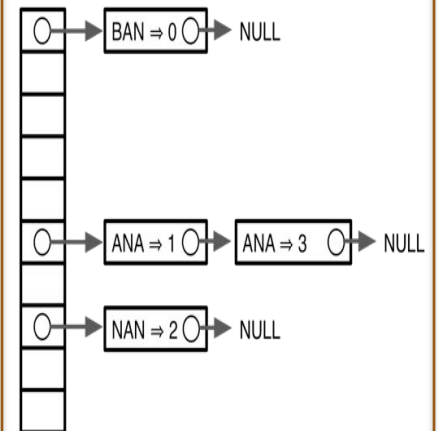 BAN ⇒ 0 NULL
ANA ⇒ 1 ANA ⇒ 3 NULL
NAN ⇒ 2 NULL